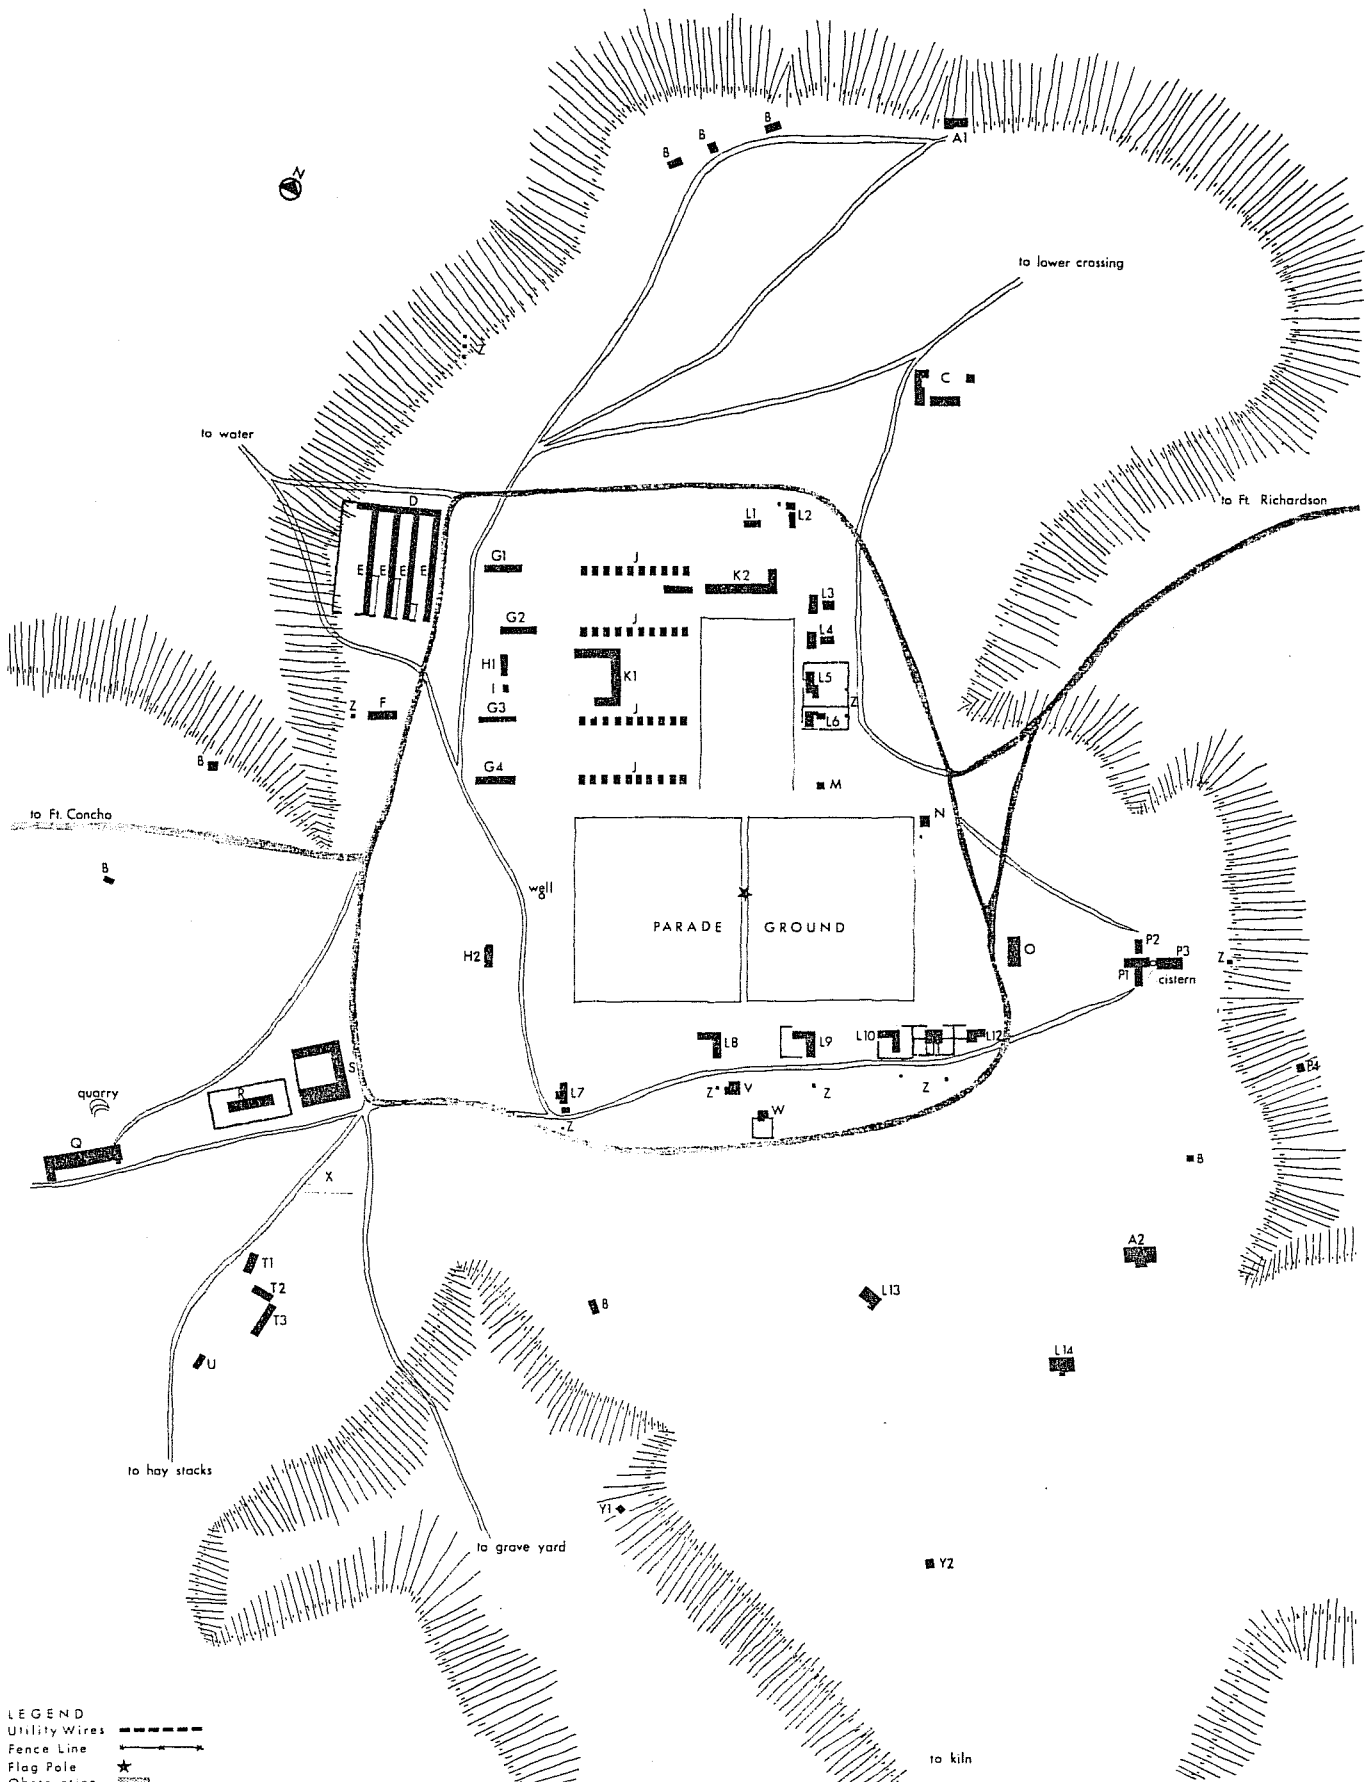 B
B
B
A1
N
to lower crossing
Z
C
to water
D
to Ft. Richardson
L1
L2
E
E
E
E
G1
J
K2
L3
G2
J
L4
H1
K1
L5
I
Z
F
G3
J
L6
Z
B
G4
J
M
to Ft. Concho
N
B
well
PARADE GROUND
H2
O
P2
P3
P1
cistern
Z
L8
L9
L10
L11
L12
S
quarry
R
L7
Z
V
Z
Z
P4
W
Z
Q
B
X
A2
T1
T2
L13
B
T3
L14
U
to hay stacks
Y1
to grave yard
Y2
LEGEND
Utility Wires
Fence Line
Flag Pole
to kiln